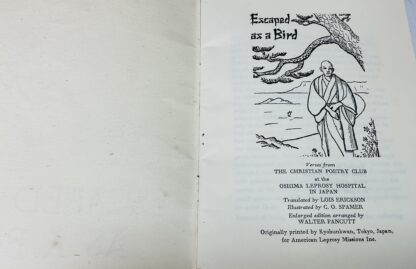 Escaped
as a Bird
Verses from
THE CHRISTIAN POETRY CLUB
at the
OSHIMA LEPROSY HOSPITAL
IN JAPAN
Translated by LOIS ERICKSON
Illustrated by C. O. SPAMER
Enlarged edition arranged by
WALTER PANCUTT
Originally printed by Kyobunkwan, Tokyo, Japan,
for American Leprosy Missions Inc.